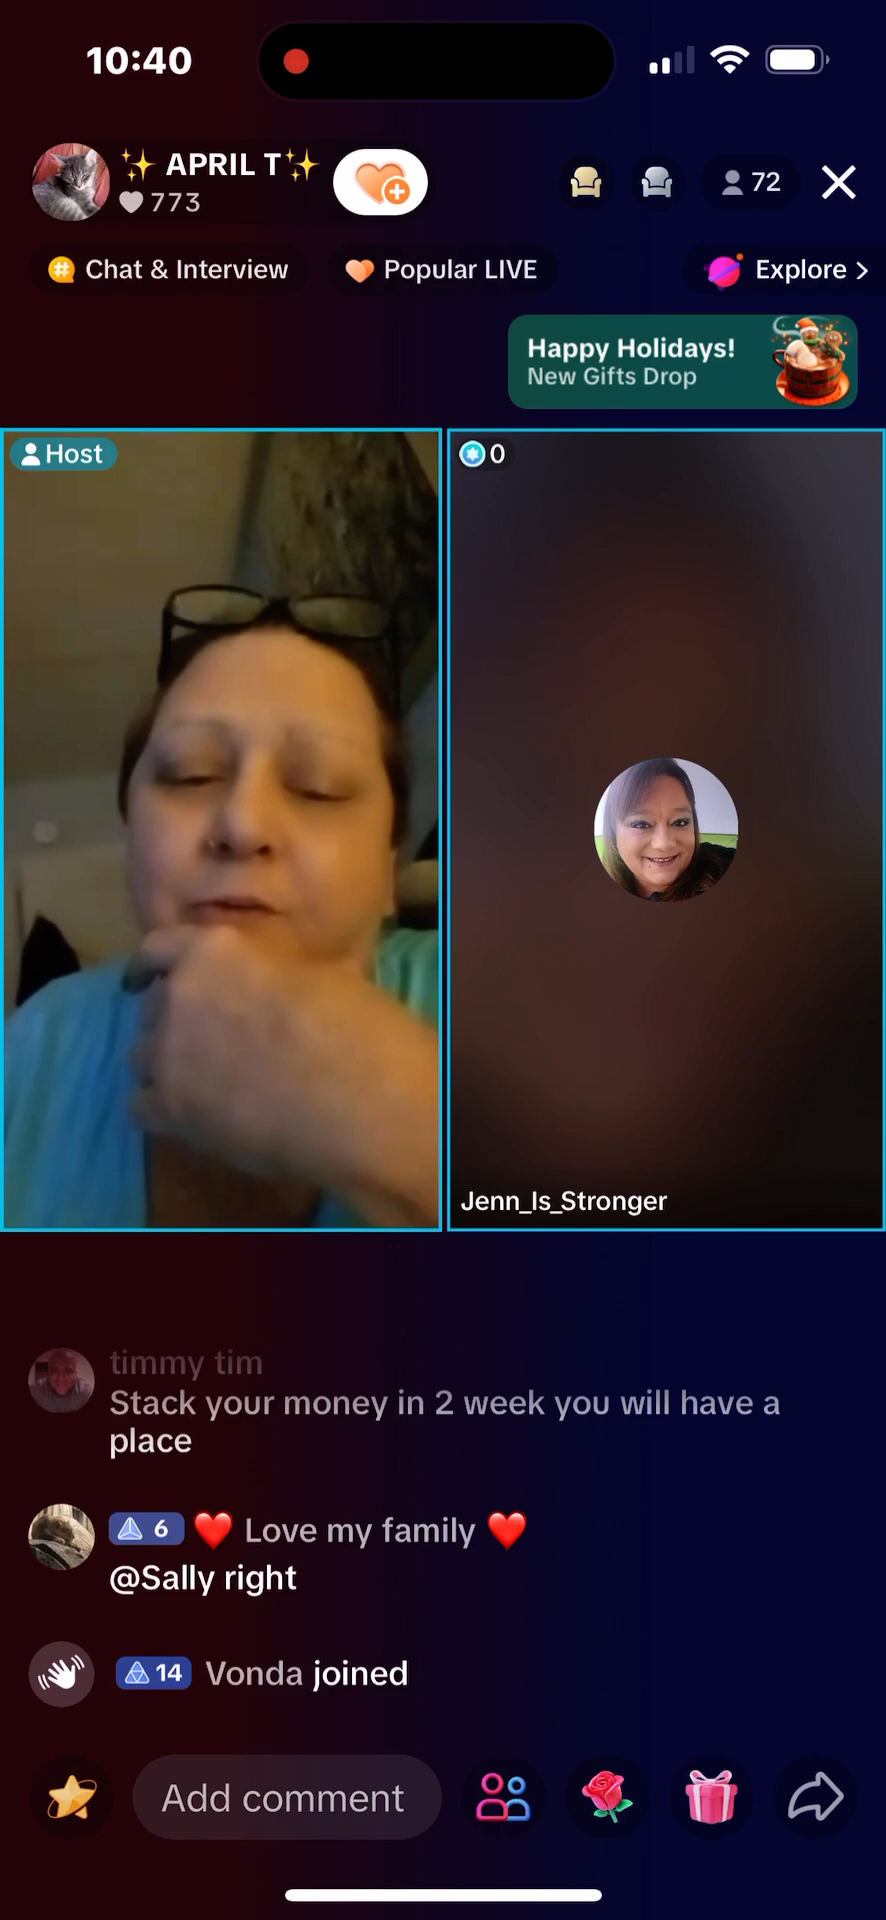 10:40
✨ APRIL T✨
773
72
Chat & Interview
Popular LIVE
Explore >
Happy Holidays!
New Gifts Drop
Host
0
Jenn_Is_Stronger
timmy tim
Stack your money in 2 week you will have a
place
6 ❤️ Love my family ❤️
@Sally right
14 Vonda joined
Add comment